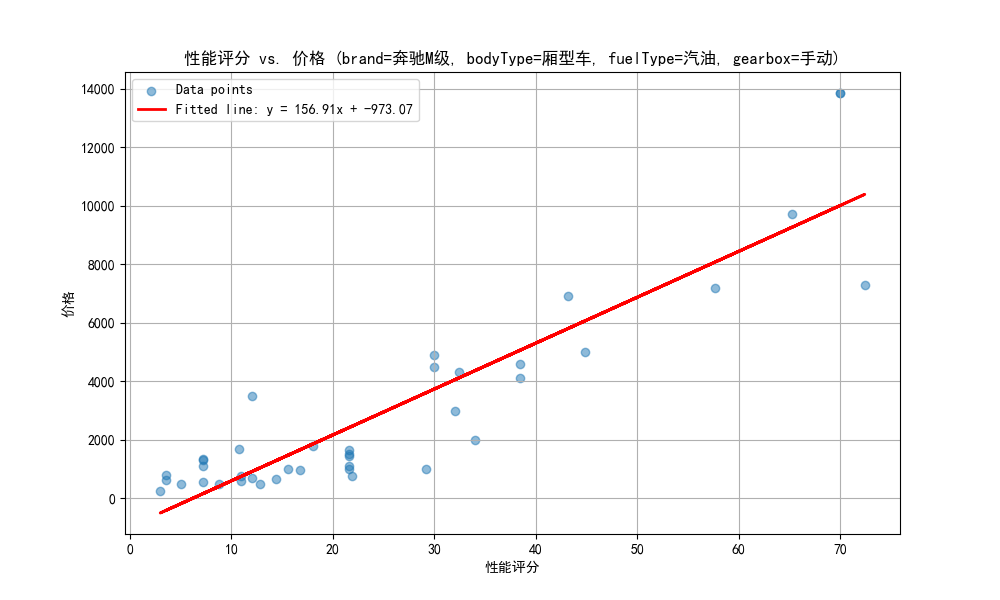 性能评分 vs. 价格 (brand=奔驰M级, bodyType=厢型车, fuelType=汽油, gearbox=手动)
Data points
Fitted line: y = 156.91x + -973.07
14000
12000
10000
8000
6000
4000
2000
0
价格
0 10 20 30 40 50 60 70
性能评分